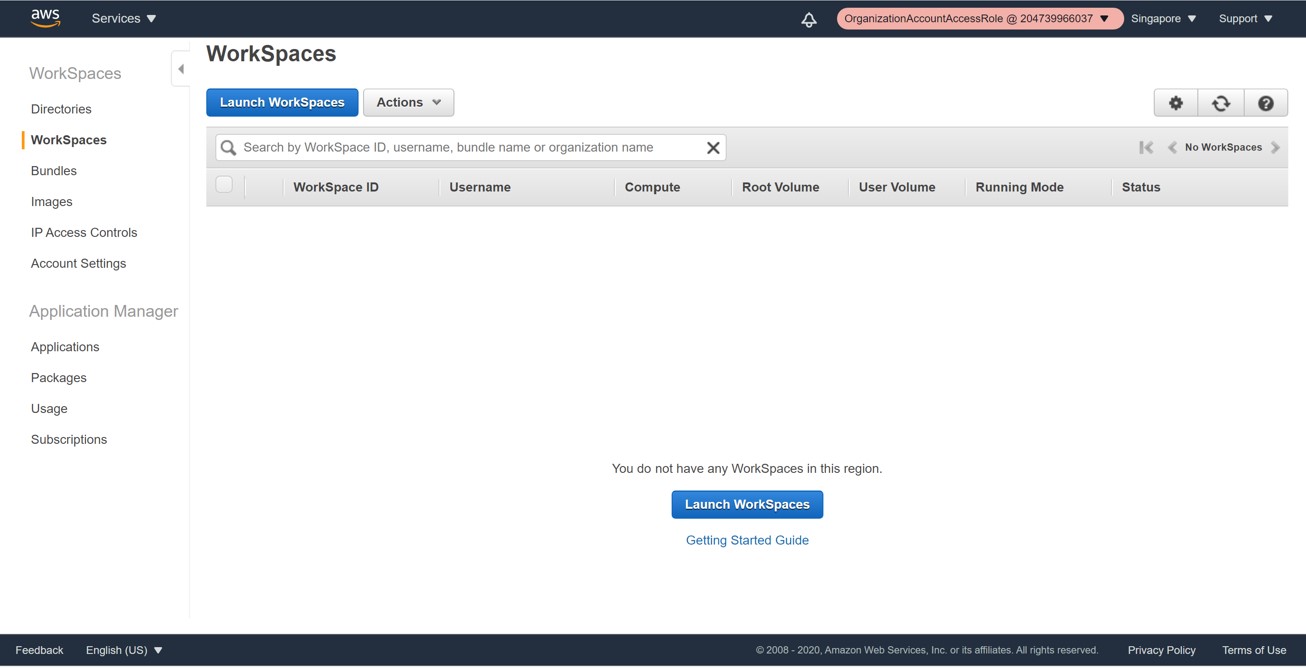 aws Services OrganizationAccountAccessRole @ 204739966037 Singapore Support
WorkSpaces
Directories
WorkSpaces
Bundles
Images
IP Access Controls
Account Settings
Application Manager
Applications
Packages
Usage
Subscriptions
WorkSpaces
Launch WorkSpaces Actions
Search by WorkSpace ID, username, bundle name or organization name No WorkSpaces
WorkSpace ID Username Compute Root Volume User Volume Running Mode Status
You do not have any WorkSpaces in this region.
Launch WorkSpaces
Getting Started Guide
Feedback English (US) © 2008 - 2020, Amazon Web Services, Inc. or its affiliates. All rights reserved. Privacy Policy Terms of Use